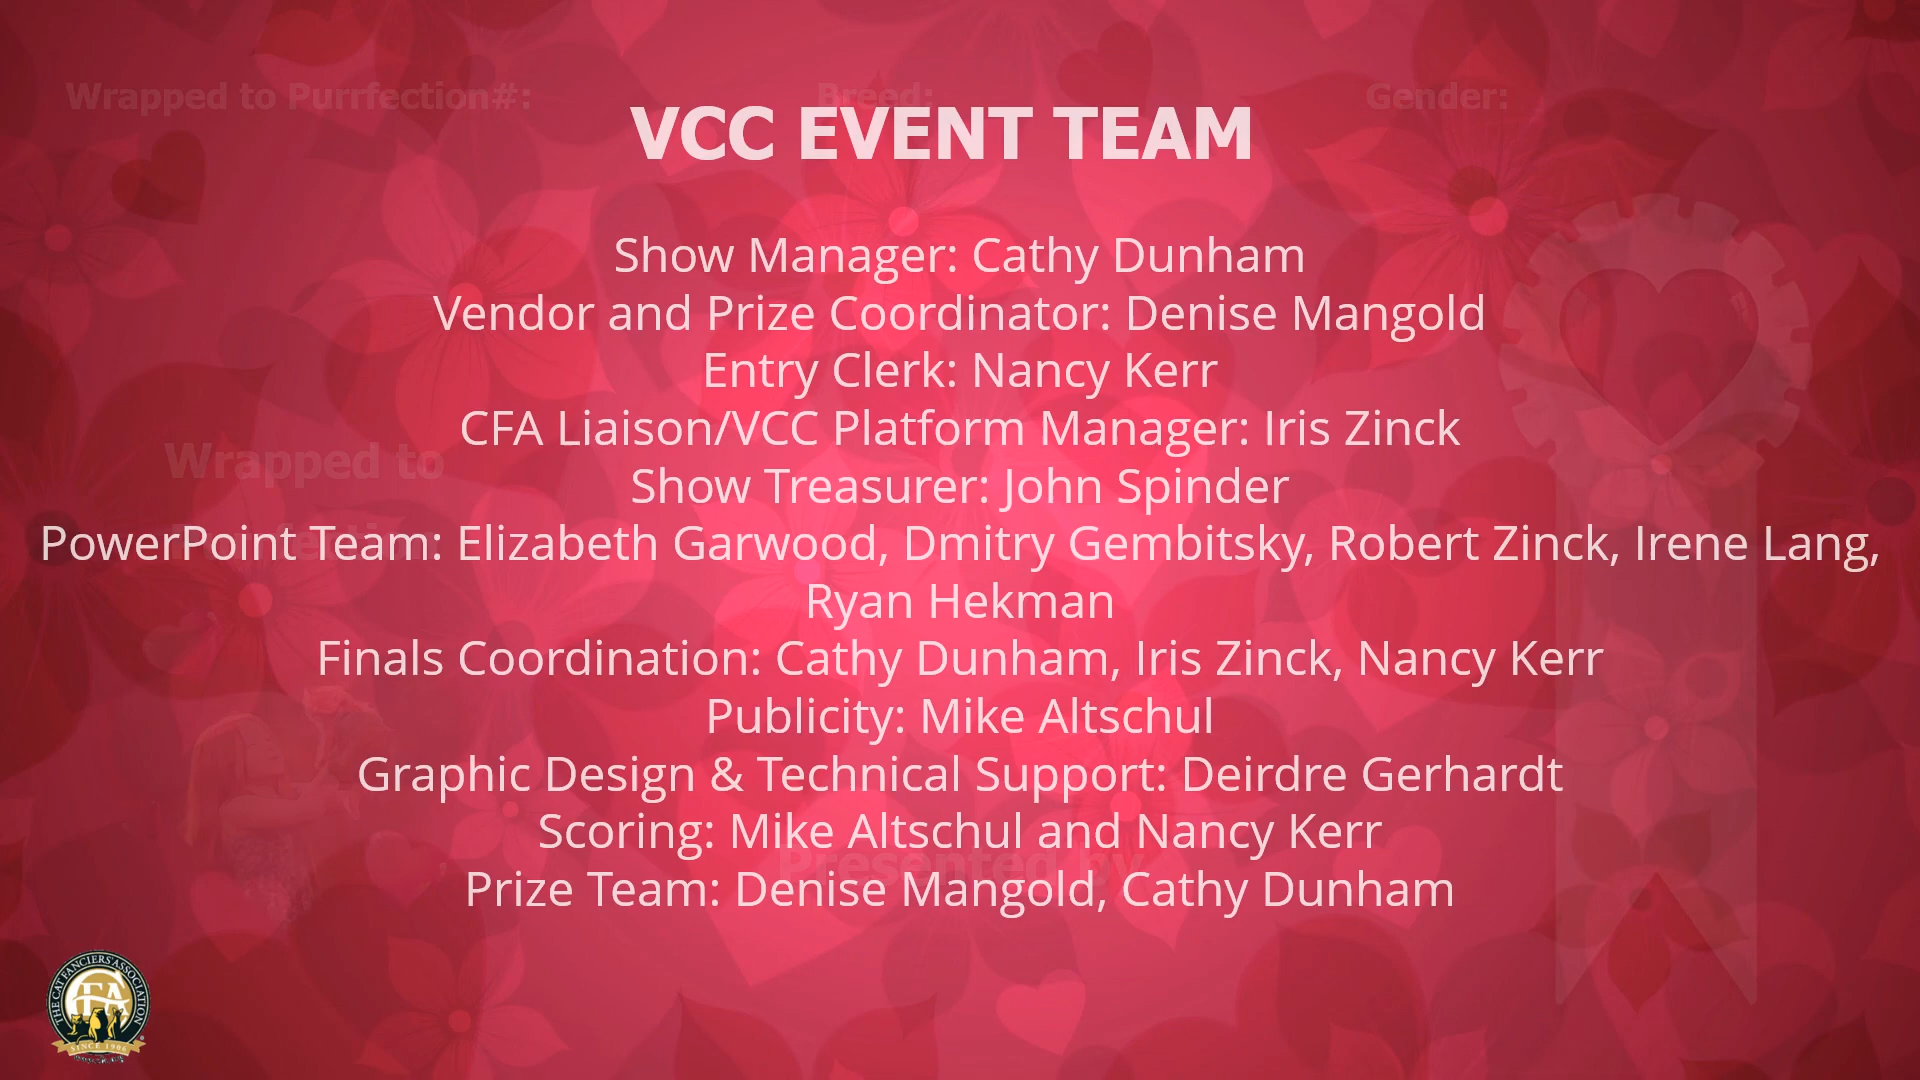 Wrapped to Purrfection#:
Breed:
Gender:
VCC EVENT TEAM
Show Manager: Cathy Dunham
Vendor and Prize Coordinator: Denise Mangold
Entry Clerk: Nancy Kerr
CFA Liaison/VCC Platform Manager: Iris Zinck
Wrapped to
Show Treasurer: John Spinder
PowerPoint Team: Elizabeth Garwood, Dmitry Gembitsky, Robert Zinck, Irene Lang,
Ryan Hekman
Finals Coordination: Cathy Dunham, Iris Zinck, Nancy Kerr
Publicity: Mike Altschul
Graphic Design & Technical Support: Deirdre Gerhardt
Scoring: Mike Altschul and Nancy Kerr
Presented by
Prize Team: Denise Mangold, Cathy Dunham
THE CAT FANCIERS' ASSOCIATION
CFA
SINCE 1906